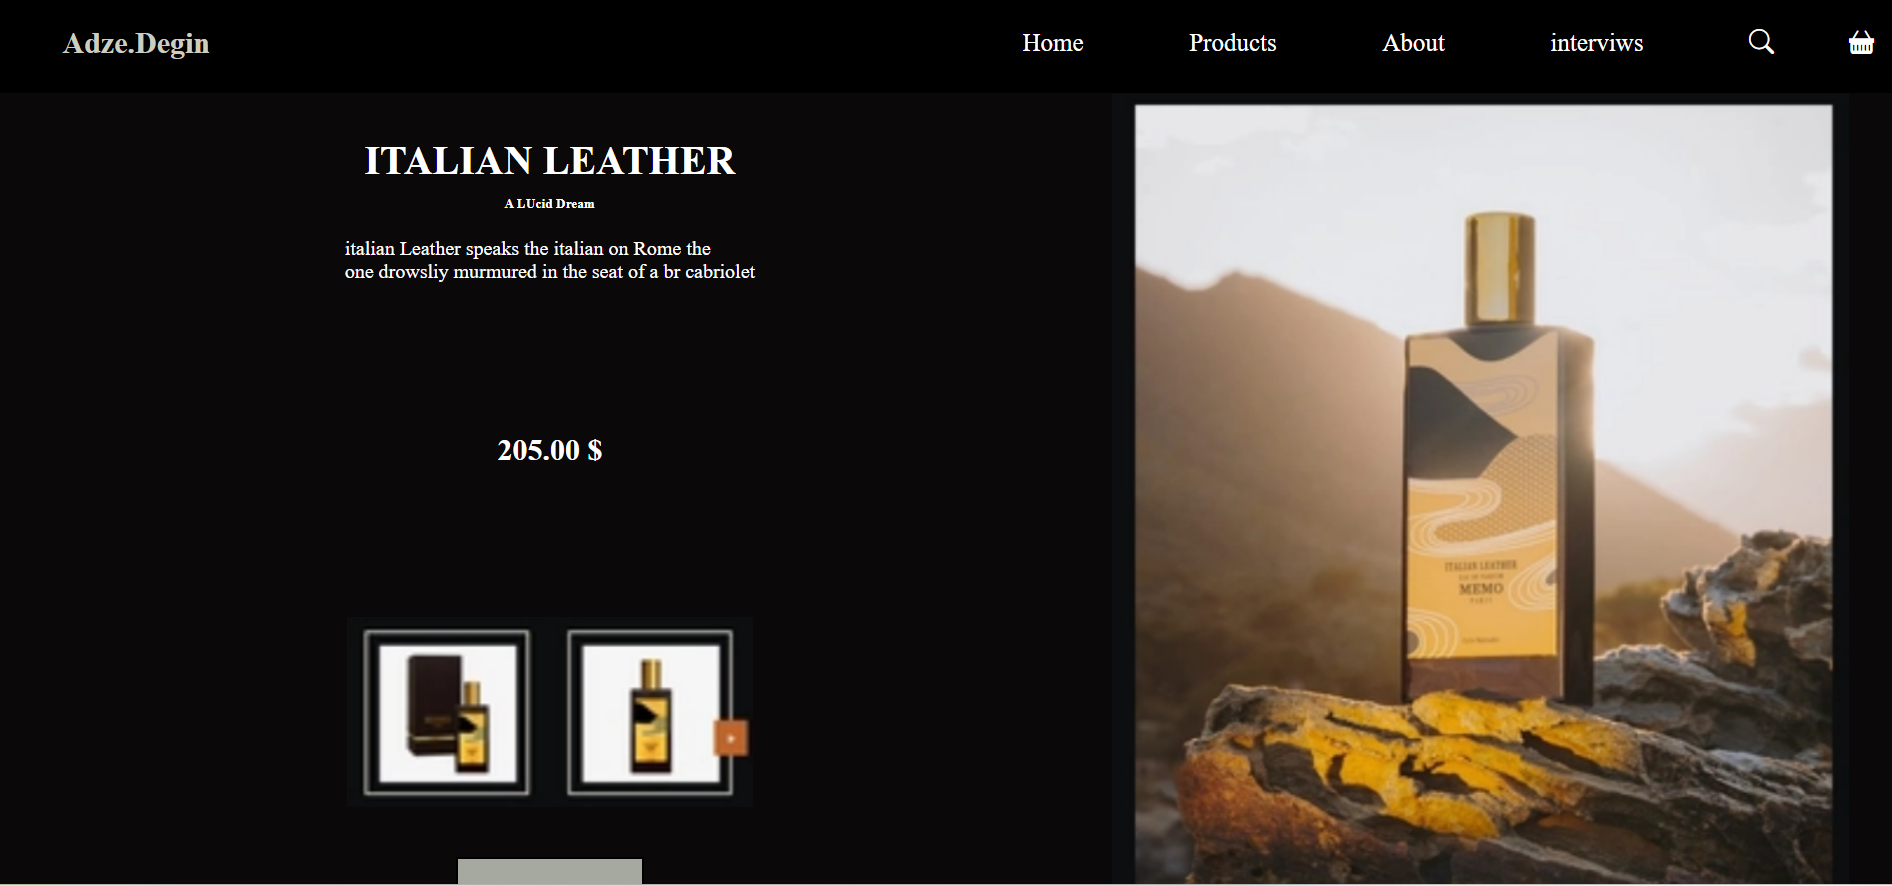 Adze.Degin
Home
Products
About
interviws
ITALIAN LEATHER
A LUcid Dream
italian Leather speaks the italian on Rome the
one drowsliy murmured in the seat of a br cabriolet
205.00 $
ITALIAN LEATHER
EAU DE PARFUM
MEMO
PARIS